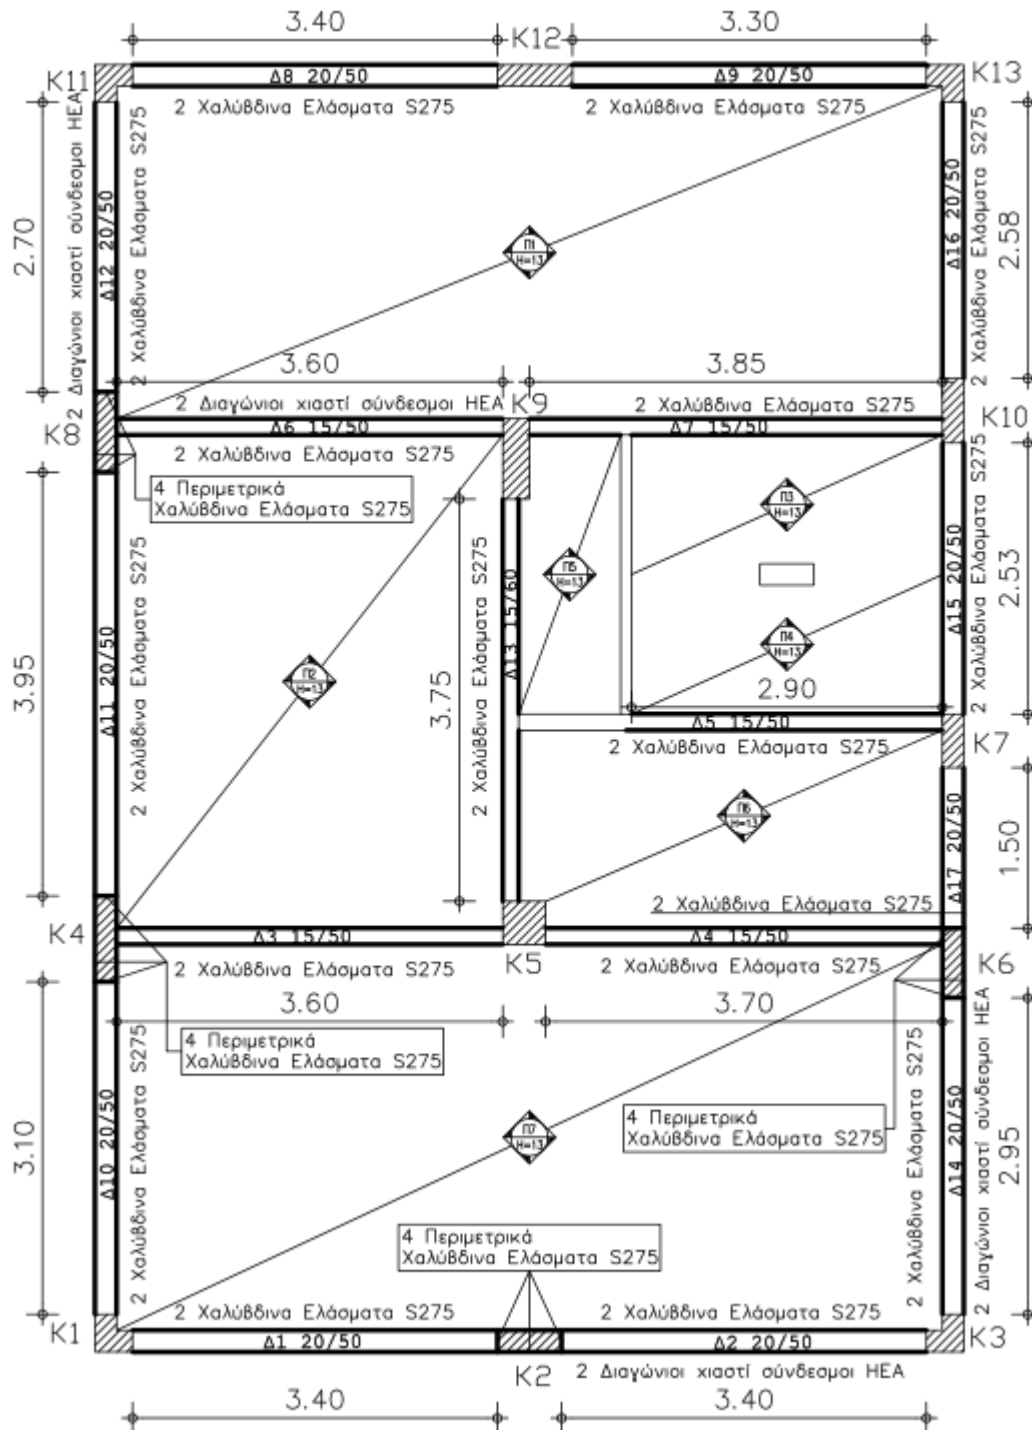 3.40
K12
3.30
K11
Δ8 20/50
Δ9 20/50
K13
2 Χαλύβδινα Ελάσματα S275
2 Χαλύβδινα Ελάσματα S275
2 Διαγώνιοι χιαστί σύνδεσμοι HEA
2.70
Δ12 20/50
2 Χαλύβδινα Ελάσματα S275
Π1
H=13
Δ16 20/50
2 Χαλύβδινα Ελάσματα S275
2.58
3.60
3.85
2 Διαγώνιοι χιαστί σύνδεσμοι HEA
K9
2 Χαλύβδινα Ελάσματα S275
K8
Δ6 15/50
Δ7 15/50
K10
2 Χαλύβδινα Ελάσματα S275
4 Περιμετρικά
Χαλύβδινα Ελάσματα S275
Π3
H=13
Π5
H=13
3.95
Δ11 20/50
2 Χαλύβδινα Ελάσματα S275
Π2
H=13
3.75
2 Χαλύβδινα Ελάσματα S275
Δ13 15/60
Π4
H=13
Δ15 20/50
2 Χαλύβδινα Ελάσματα S275
2.53
2.90
Δ5 15/50
2 Χαλύβδινα Ελάσματα S275
K7
Π6
H=13
Δ17 20/50
1.50
2 Χαλύβδινα Ελάσματα S275
K4
Δ3 15/50
Δ4 15/50
2 Χαλύβδινα Ελάσματα S275
K5
2 Χαλύβδινα Ελάσματα S275
K6
3.60
3.70
4 Περιμετρικά
Χαλύβδινα Ελάσματα S275
4 Περιμετρικά
Χαλύβδινα Ελάσματα S275
3.10
Δ10 20/50
2 Χαλύβδινα Ελάσματα S275
Π7
H=13
2 Χαλύβδινα Ελάσματα S275
Δ14 20/50
2 Διαγώνιοι χιαστί σύνδεσμοι HEA
2.95
4 Περιμετρικά
Χαλύβδινα Ελάσματα S275
2 Χαλύβδινα Ελάσματα S275
2 Χαλύβδινα Ελάσματα S275
K1
Δ1 20/50
Δ2 20/50
K3
K2
2 Διαγώνιοι χιαστί σύνδεσμοι HEA
3.40
3.40